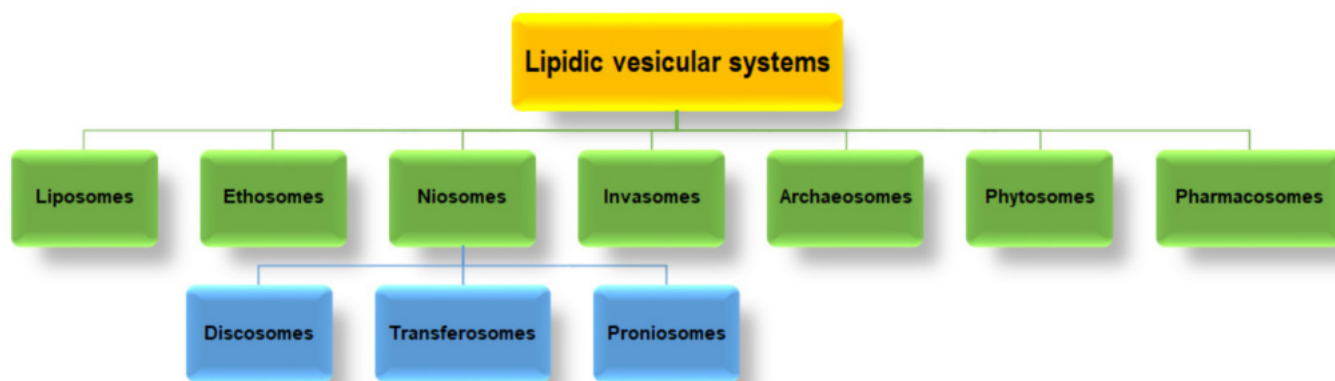 Lipidic vesicular systems
Liposomes
Ethosomes
Niosomes
Invasomes
Archaeosomes
Phytosomes
Pharmacosomes
Discosomes
Transferosomes
Proniosomes